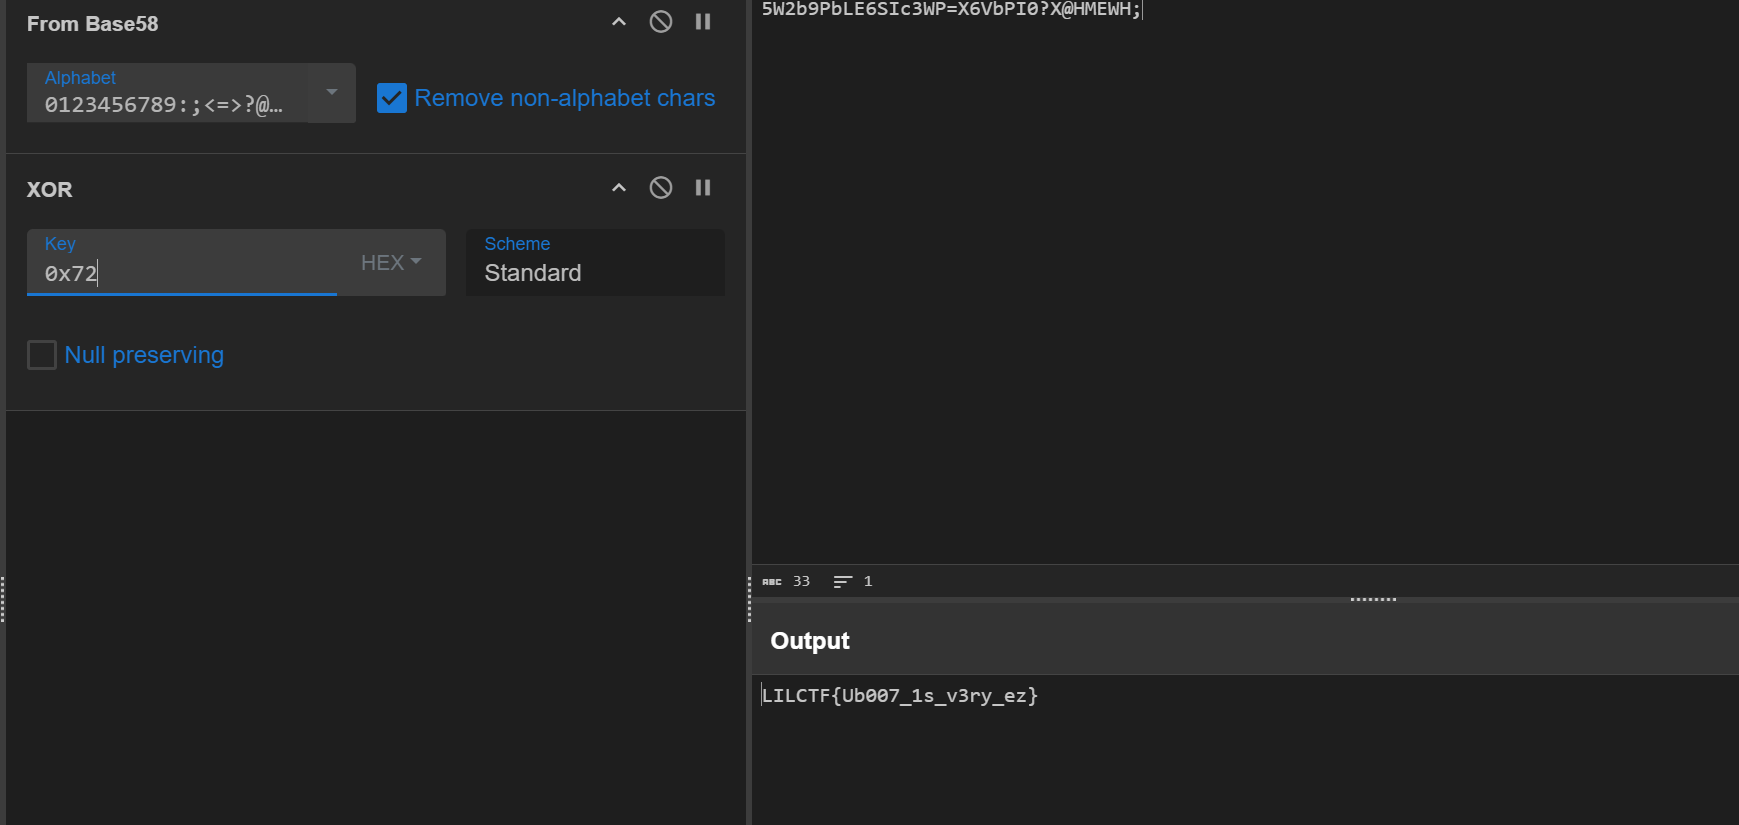 From Base58
Alphabet
0123456789:;<=>?@…
Remove non-alphabet chars
XOR
Key
0x72
HEX
Scheme
Standard
Null preserving
5W2b9PbLE6SIc3WP=X6VbPI0?X@HMEWH;
ABC 33 1
Output
LILCTF{Ub007_1s_v3ry_ez}